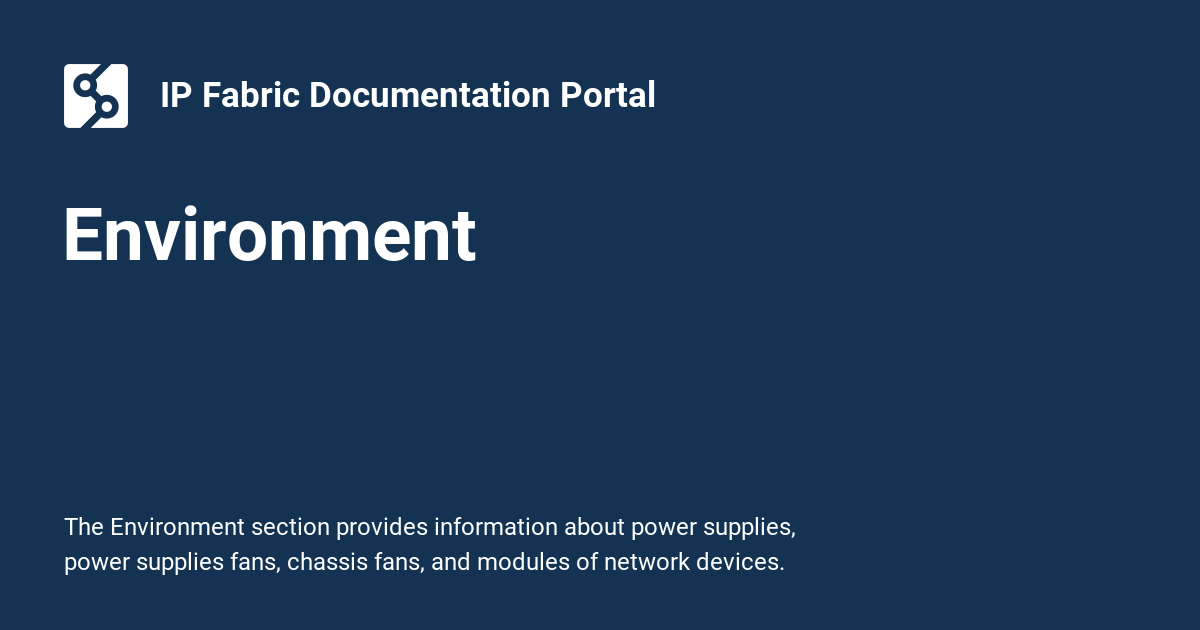 IP Fabric Documentation Portal
Environment
The Environment section provides information about power supplies,
power supplies fans, chassis fans, and modules of network devices.